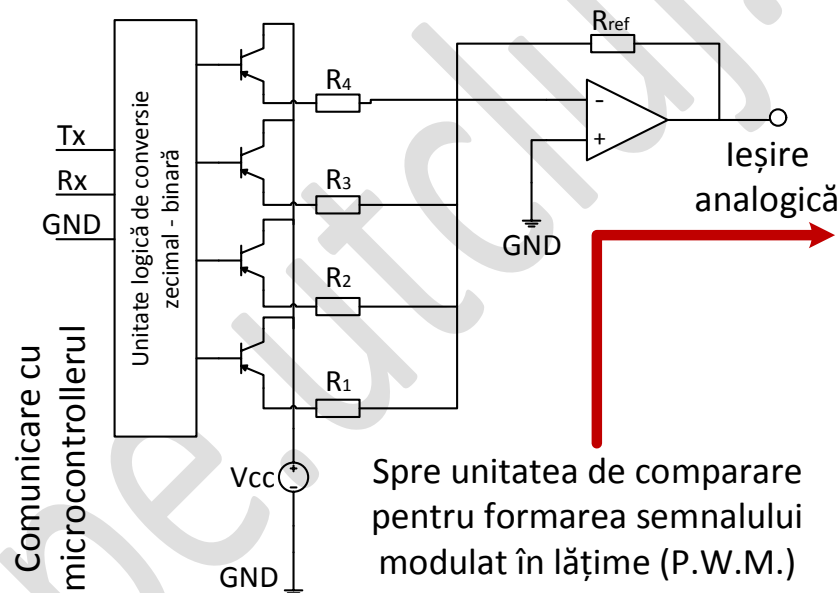 Rref
R4
Tx
Rx
GND
Unitate logică de conversie
zecimal - binară
R3
R2
R1
-
+
GND
Ieșire
analogică
Comunicare cu
microcontrollerul
Vcc
+
-
GND
Spre unitatea de comparare
pentru formarea semnalului
modulat în lățime (P.W.M.)